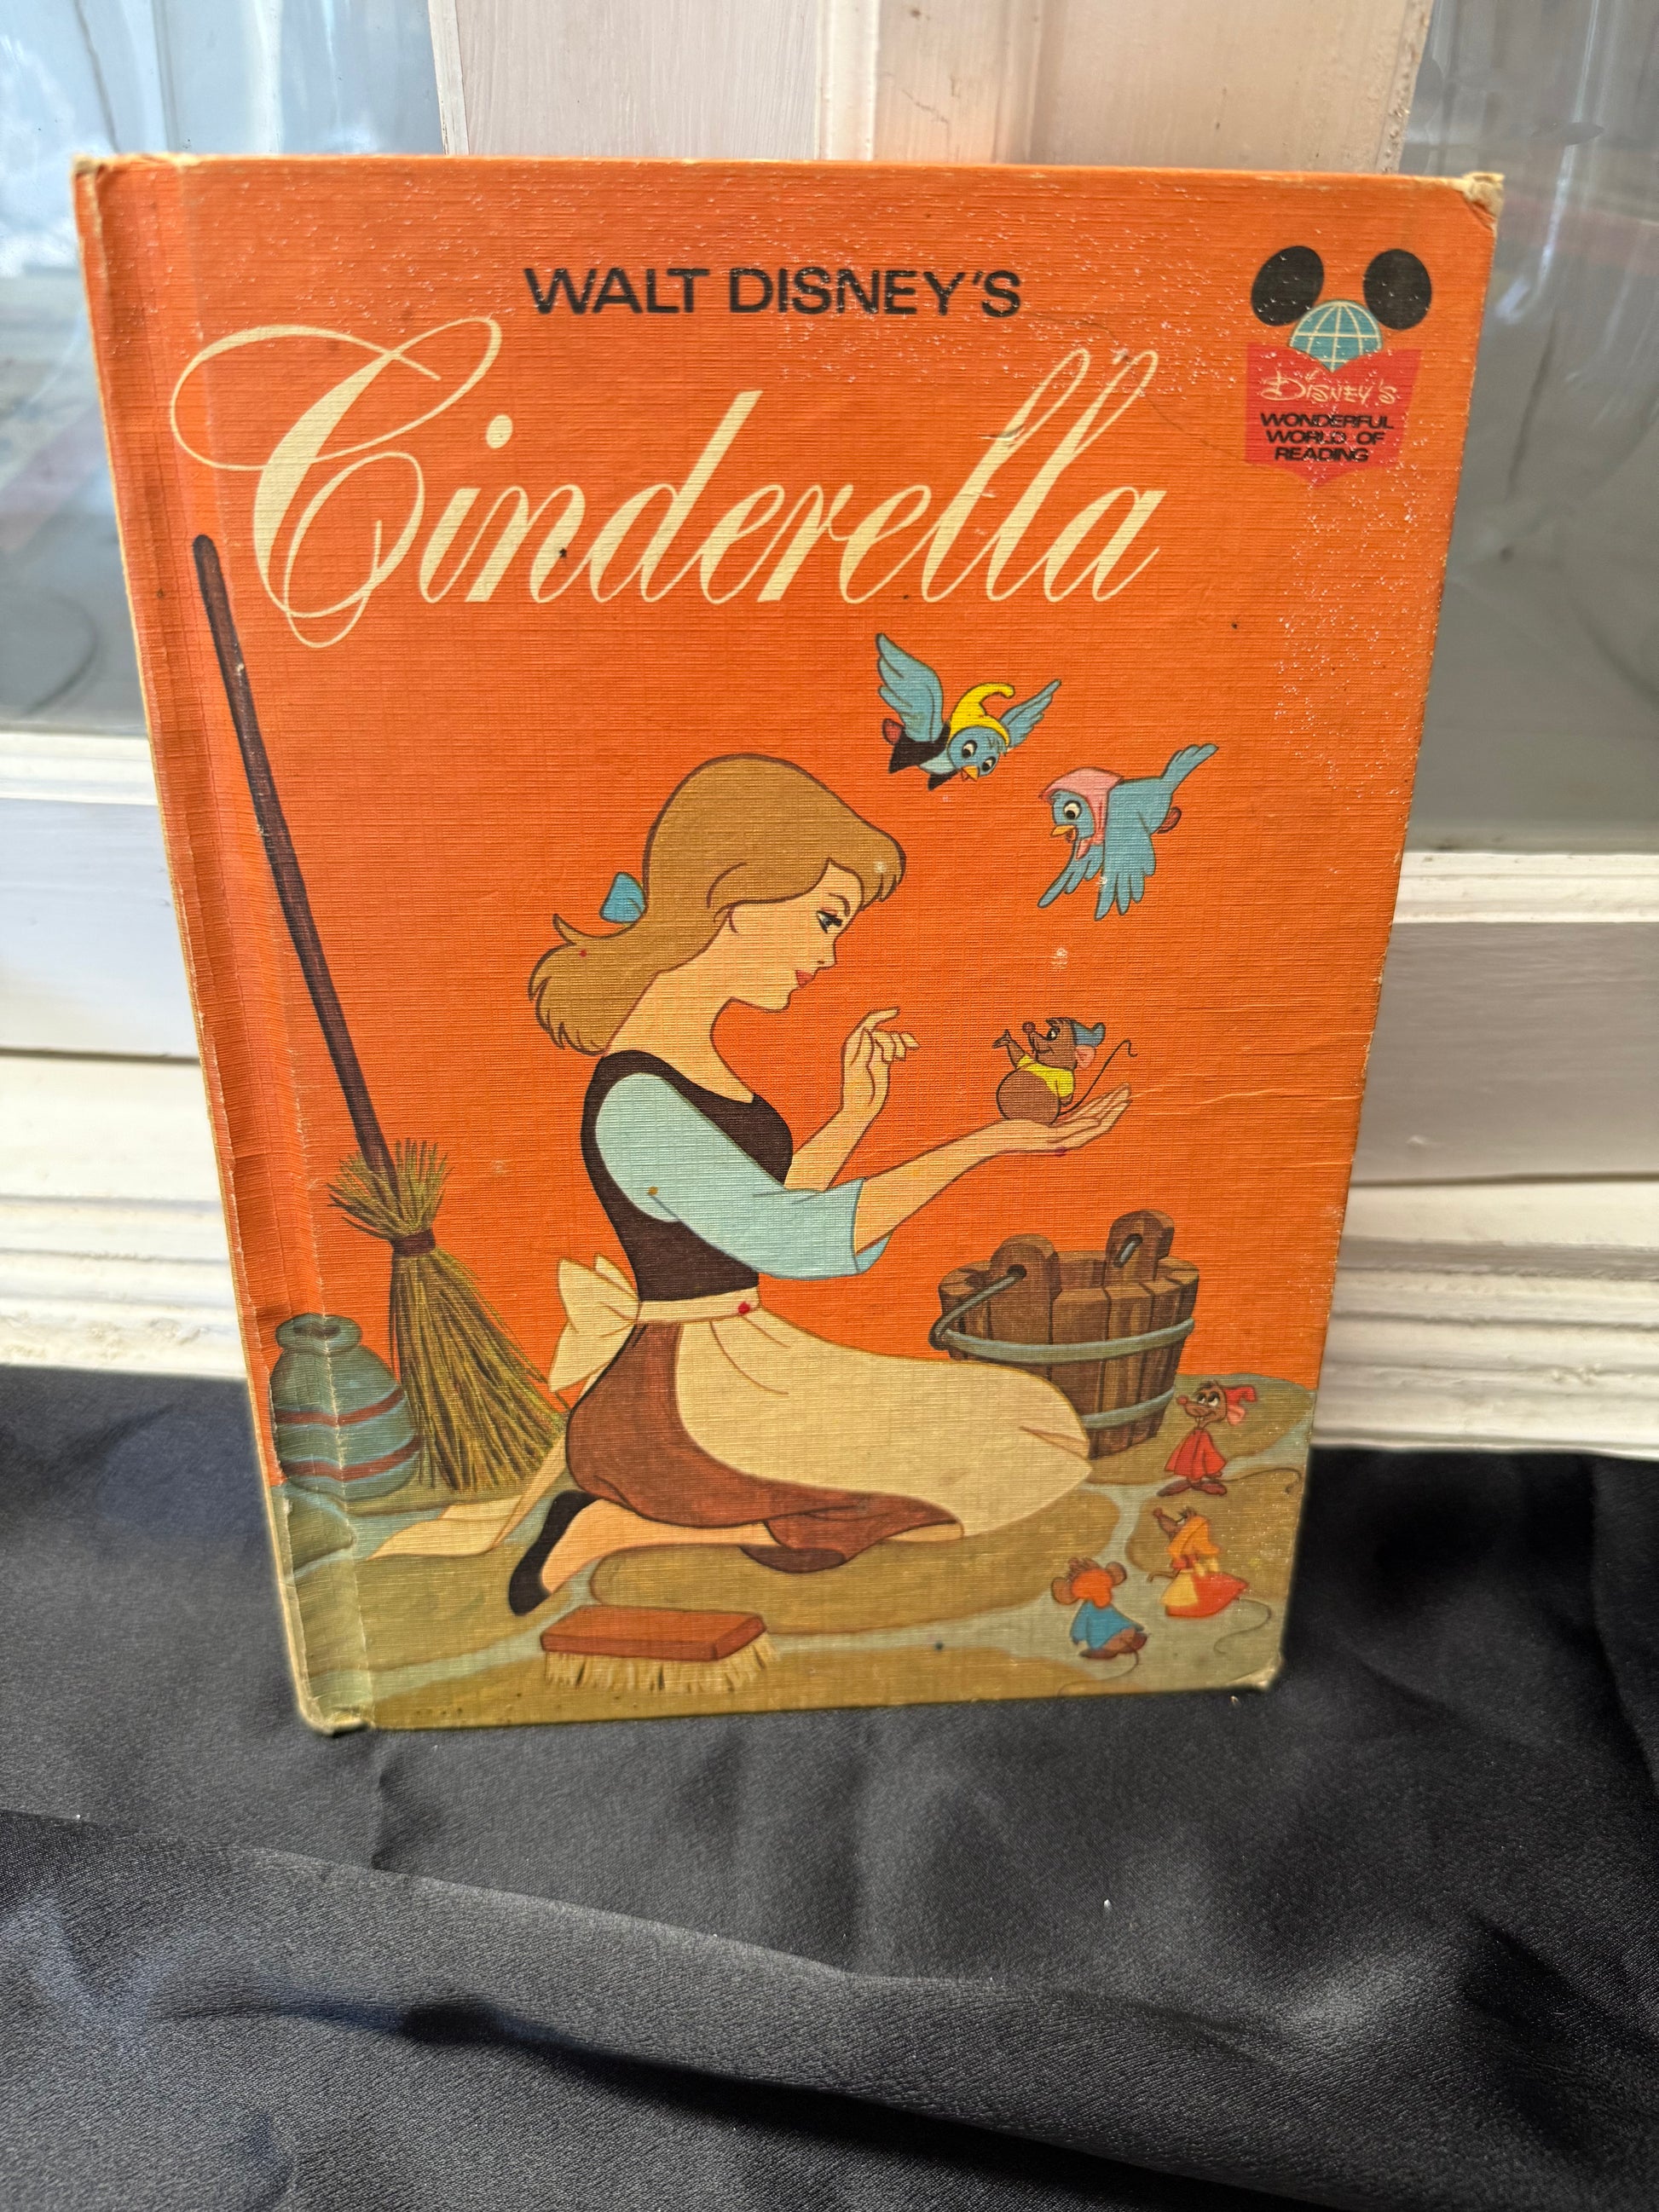 WALT DISNEY'S
Cinderella
DISNEY'S
WONDERFUL
WORLD OF
READING